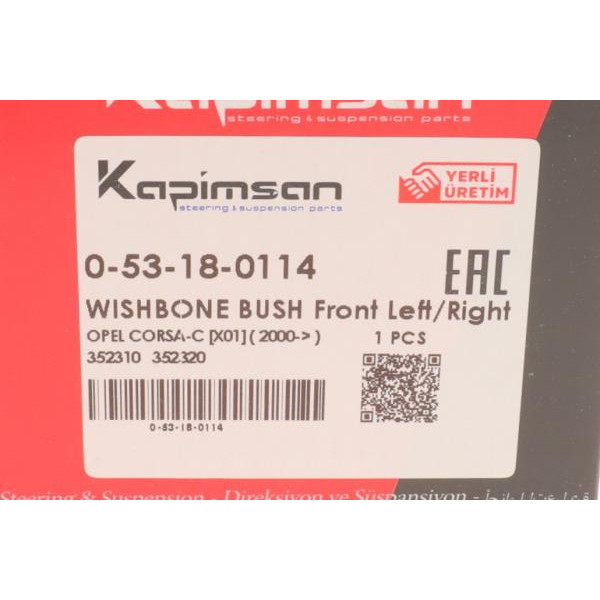 Kapimsan
steering & suspension parts
Kapimsan
steering & suspension parts
YERLİ
ÜRETİM
0-53-18-0114
EAC
WISHBONE BUSH Front Left/Right
OPEL CORSA-C [X01] ( 2000-> )
1 PCS
352310 352320
0-53-18-0114
Steering & Suspension - Direksiyon ve Süspansiyon -